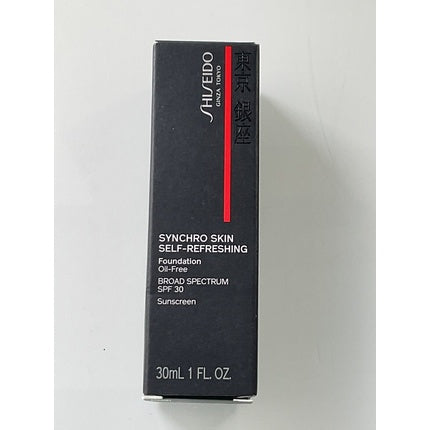 SHISEIDO
GINZA TOKYO
東京 銀座
SYNCHRO SKIN
SELF-REFRESHING
Foundation
Oil-Free
BROAD SPECTRUM
SPF 30
Sunscreen
30mL 1 FL. OZ.